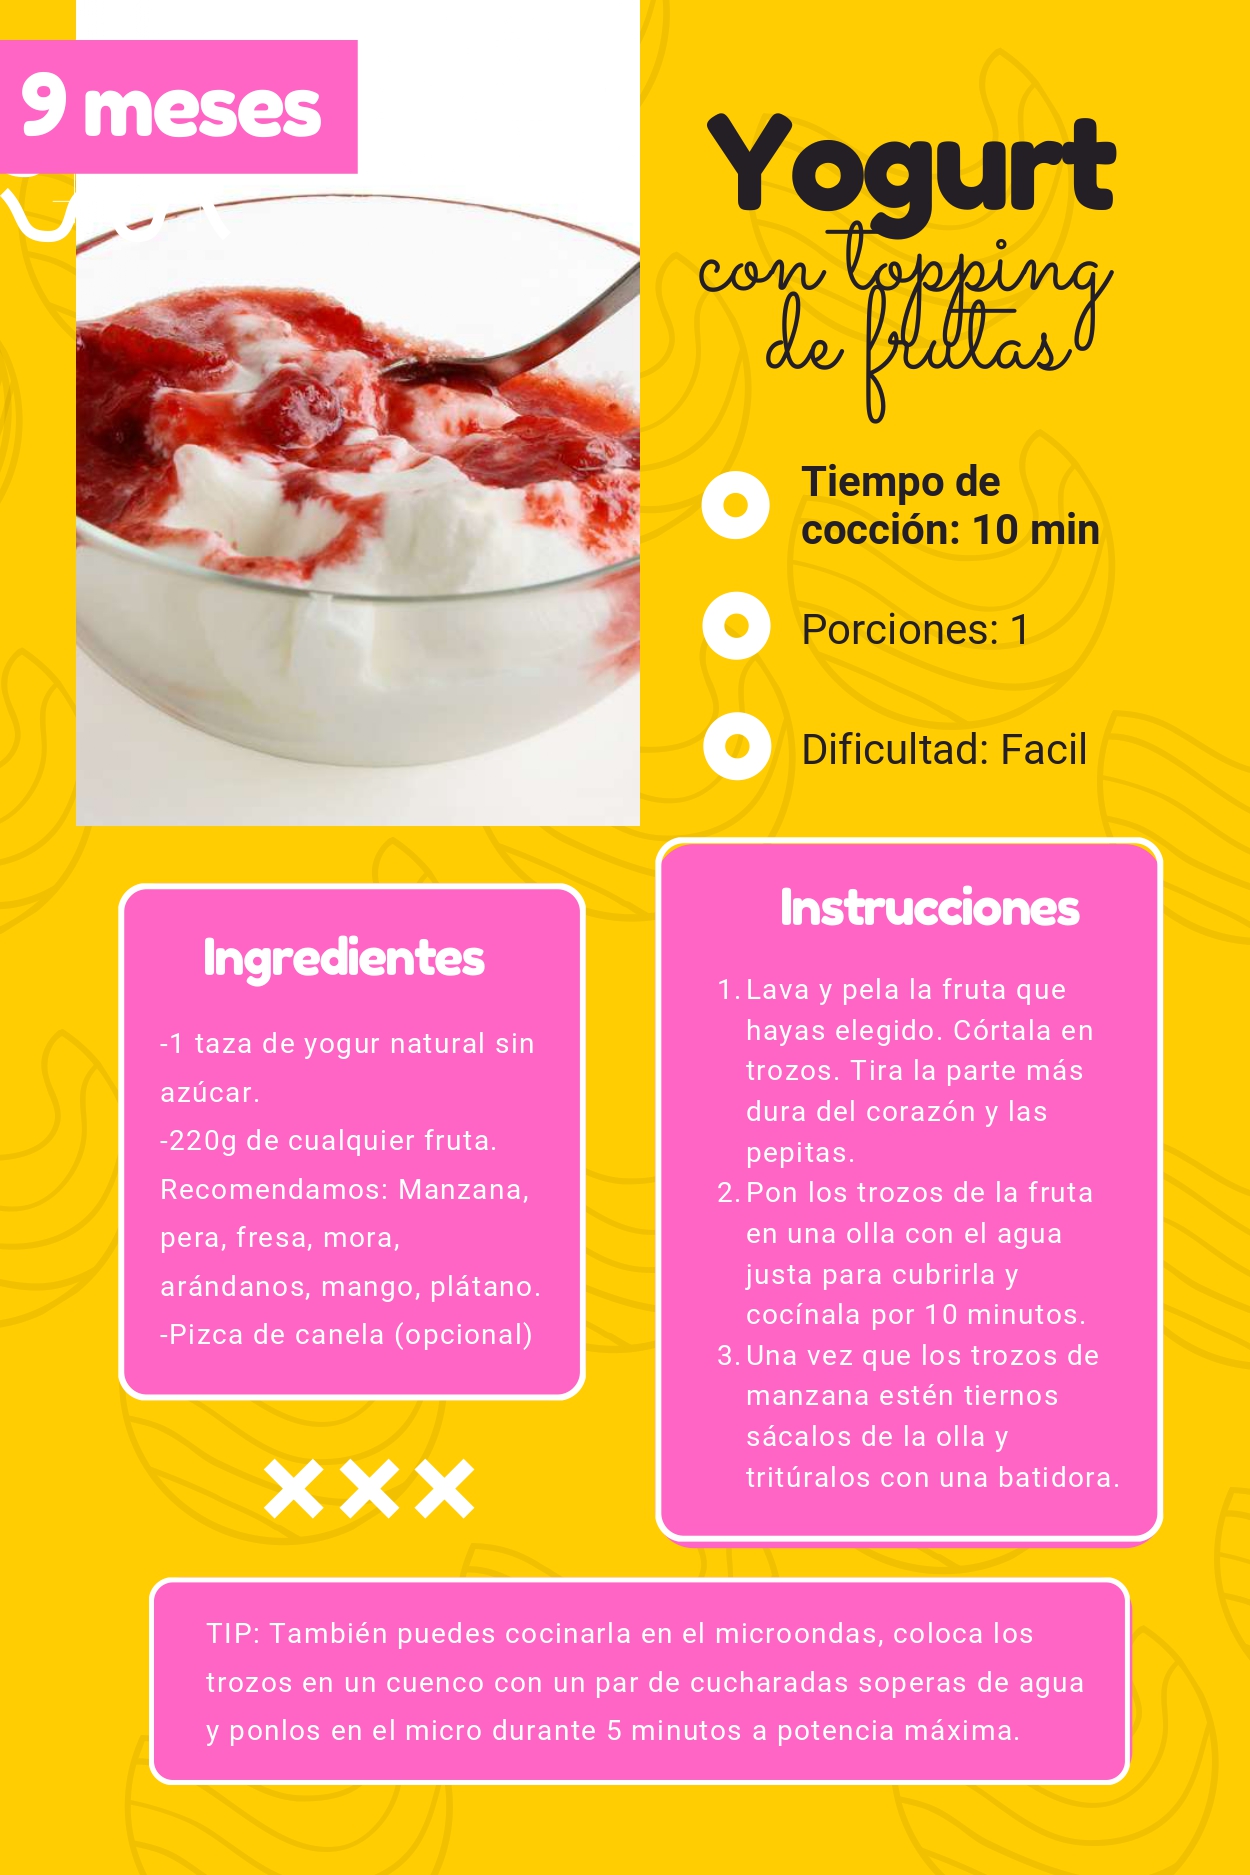 9 meses
Yogurt
con topping
de frutas
Tiempo de
cocción: 10 min
Porciones: 1
Dificultad: Facil
Ingredientes
-1 taza de yogur natural sin
azúcar.
-220g de cualquier fruta.
Recomendamos: Manzana,
pera, fresa, mora,
arándanos, mango, plátano.
-Pizca de canela (opcional)
Instrucciones
1. Lava y pela la fruta que
hayas elegido. Córtala en
trozos. Tira la parte más
dura del corazón y las
pepitas.
2. Pon los trozos de la fruta
en una olla con el agua
justa para cubrirla y
cocínala por 10 minutos.
3. Una vez que los trozos de
manzana estén tiernos
sácalos de la olla y
tritúralos con una batidora.
TIP: También puedes cocinarla en el microondas, coloca los
trozos en un cuenco con un par de cucharadas soperas de agua
y ponlos en el micro durante 5 minutos a potencia máxima.